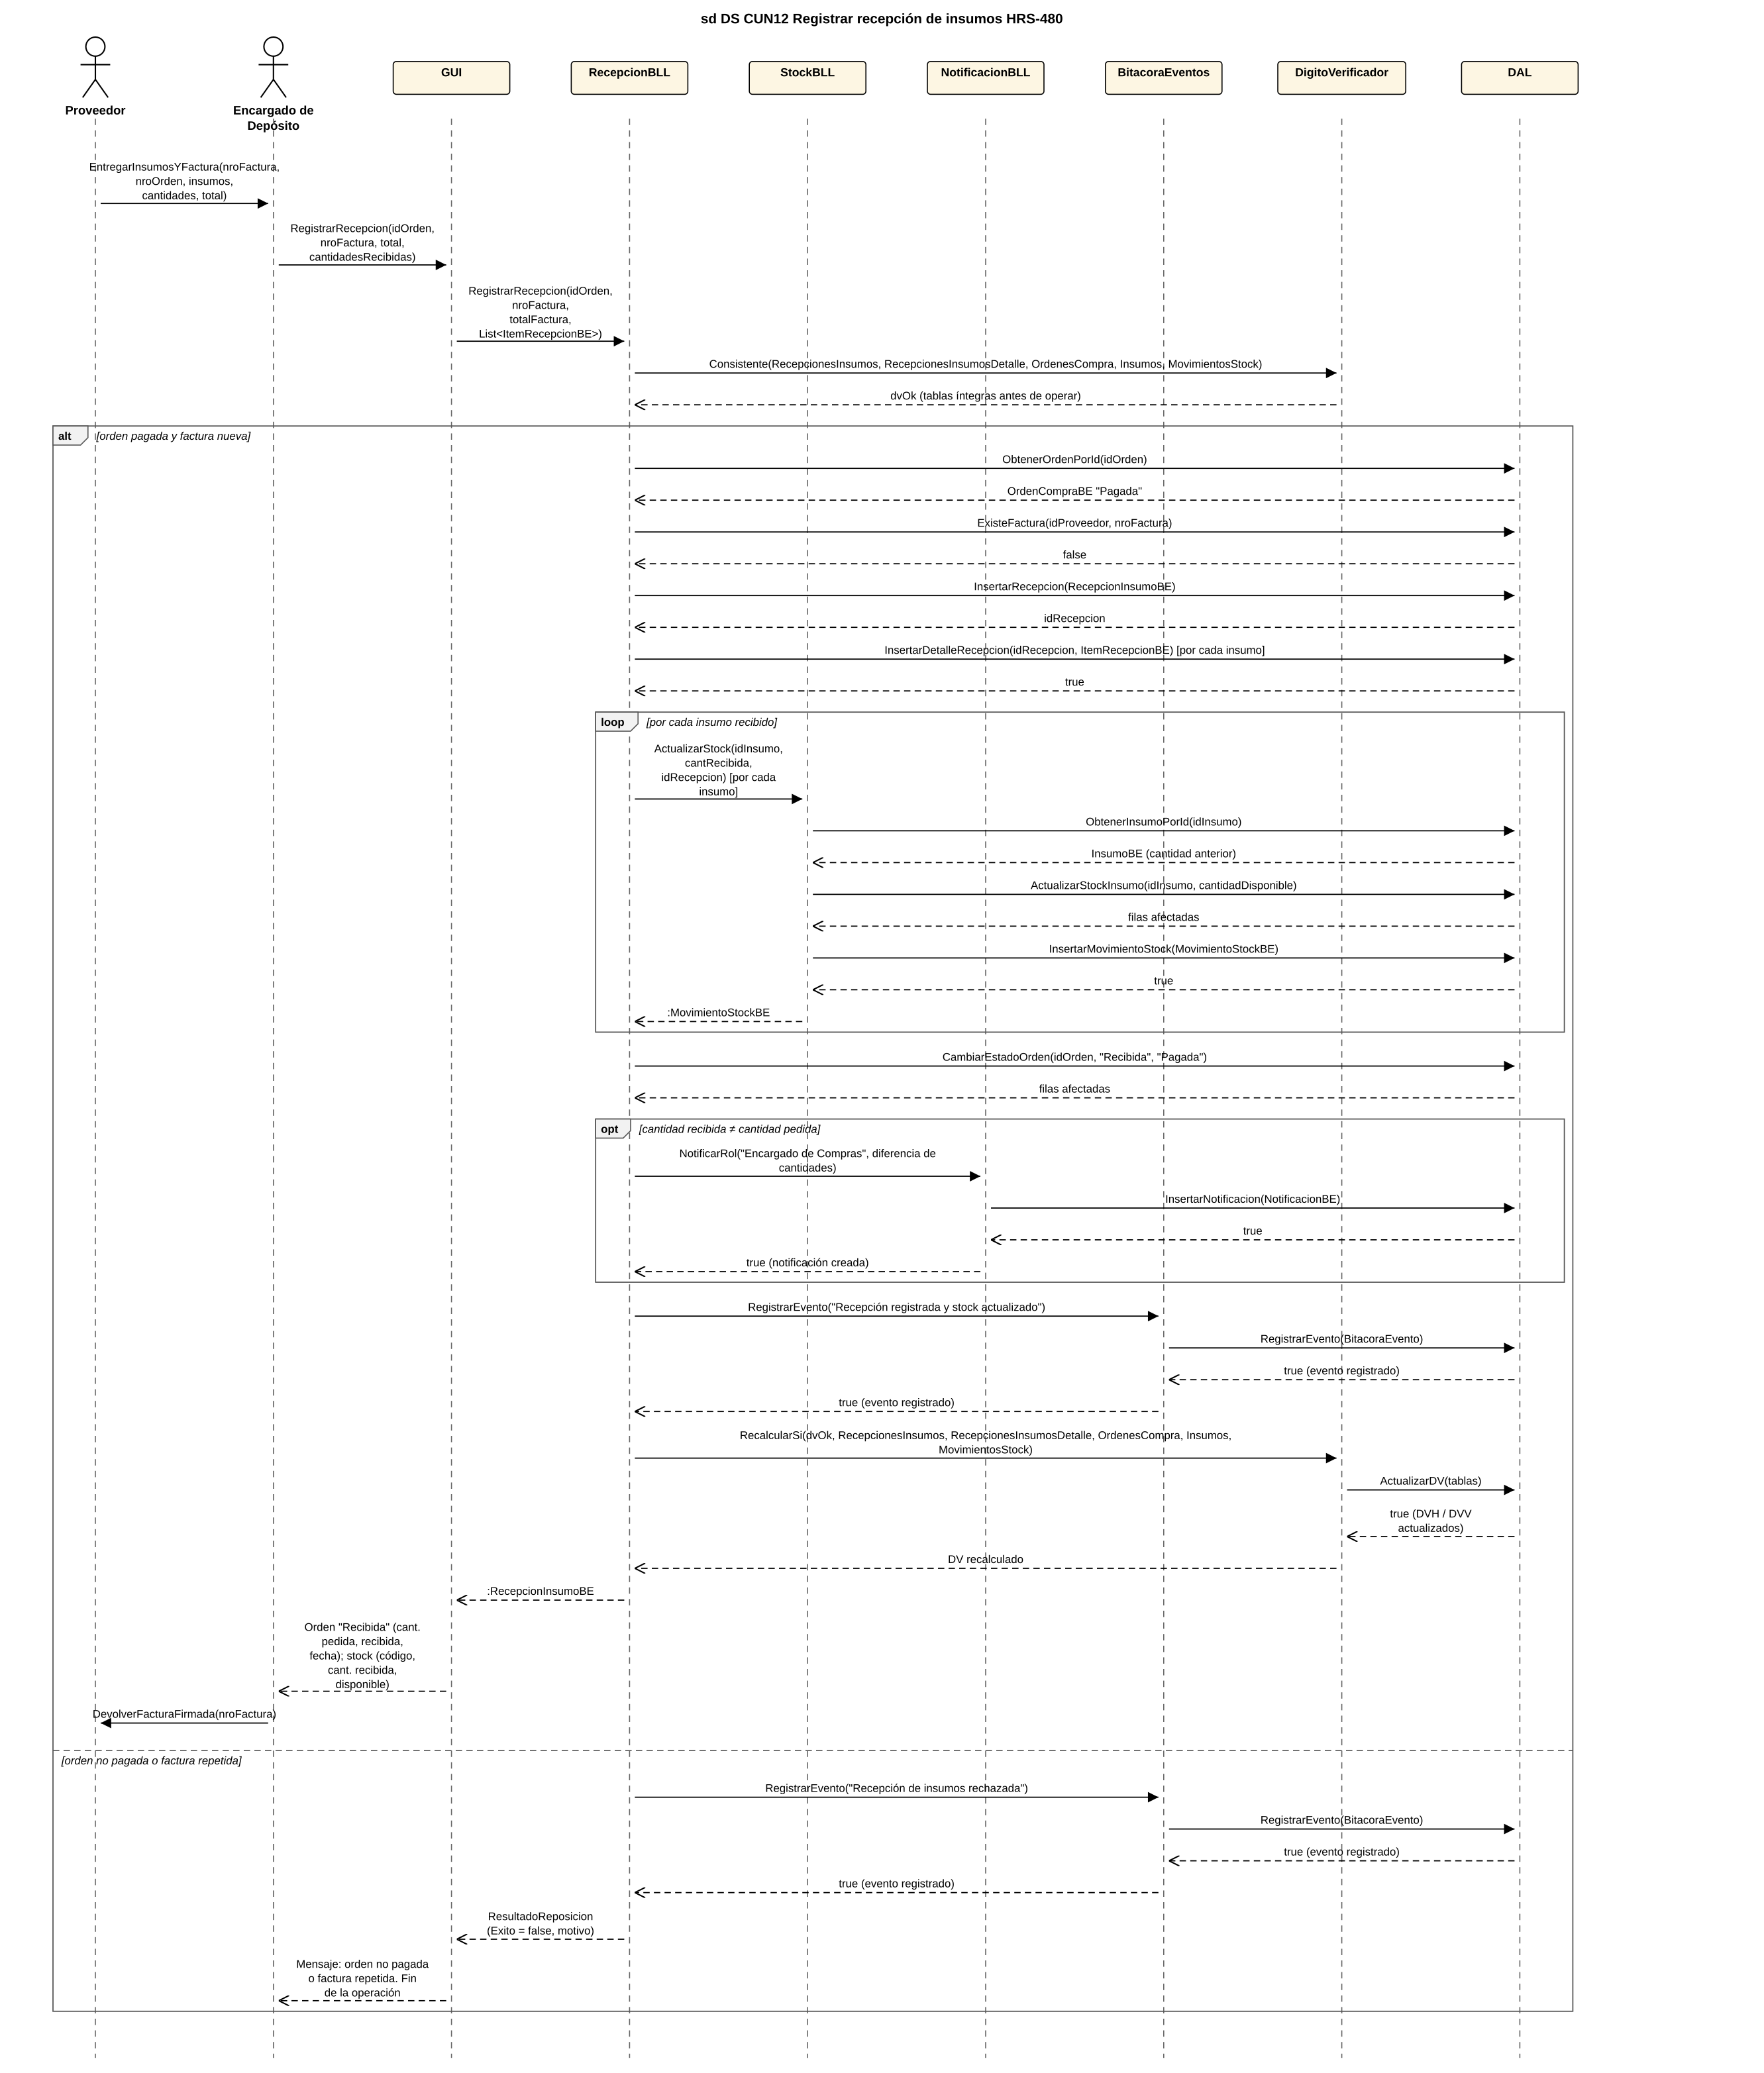 sd DS CUN12 Registrar recepción de insumos HRS-480
Proveedor
Encargado de
Depósito
GUI
RecepcionBLL
StockBLL
NotificacionBLL
BitacoraEventos
DigitoVerificador
DAL
EntregarInsumosYFactura(nroFactura,
nroOrden, insumos,
cantidades, total)
RegistrarRecepcion(idOrden,
nroFactura, total,
cantidadesRecibidas)
RegistrarRecepcion(idOrden,
nroFactura,
totalFactura,
List<ItemRecepcionBE>)
Consistente(RecepcionesInsumos, RecepcionesInsumosDetalle, OrdenesCompra, Insumos, MovimientosStock)
dvOk (tablas íntegras antes de operar)
alt
[orden pagada y factura nueva]
ObtenerOrdenPorId(idOrden)
OrdenCompraBE "Pagada"
ExisteFactura(idProveedor, nroFactura)
false
InsertarRecepcion(RecepcionInsumoBE)
idRecepcion
InsertarDetalleRecepcion(idRecepcion, ItemRecepcionBE) [por cada insumo]
true
loop
[por cada insumo recibido]
ActualizarStock(idInsumo,
cantRecibida,
idRecepcion) [por cada
insumo]
ObtenerInsumoPorId(idInsumo)
InsumoBE (cantidad anterior)
ActualizarStockInsumo(idInsumo, cantidadDisponible)
filas afectadas
InsertarMovimientoStock(MovimientoStockBE)
true
:MovimientoStockBE
CambiarEstadoOrden(idOrden, "Recibida", "Pagada")
filas afectadas
opt
[cantidad recibida ≠ cantidad pedida]
NotificarRol("Encargado de Compras", diferencia de
cantidades)
InsertarNotificacion(NotificacionBE)
true
true (notificación creada)
RegistrarEvento("Recepción registrada y stock actualizado")
RegistrarEvento(BitacoraEvento)
true (evento registrado)
true (evento registrado)
RecalcularSi(dvOk, RecepcionesInsumos, RecepcionesInsumosDetalle, OrdenesCompra, Insumos,
MovimientosStock)
ActualizarDV(tablas)
true (DVH / DVV
actualizados)
DV recalculado
:RecepcionInsumoBE
Orden "Recibida" (cant.
pedida, recibida,
fecha); stock (código,
cant. recibida,
disponible)
DevolverFacturaFirmada(nroFactura)
[orden no pagada o factura repetida]
RegistrarEvento("Recepción de insumos rechazada")
RegistrarEvento(BitacoraEvento)
true (evento registrado)
true (evento registrado)
ResultadoReposicion
(Exito = false, motivo)
Mensaje: orden no pagada
o factura repetida. Fin
de la operación